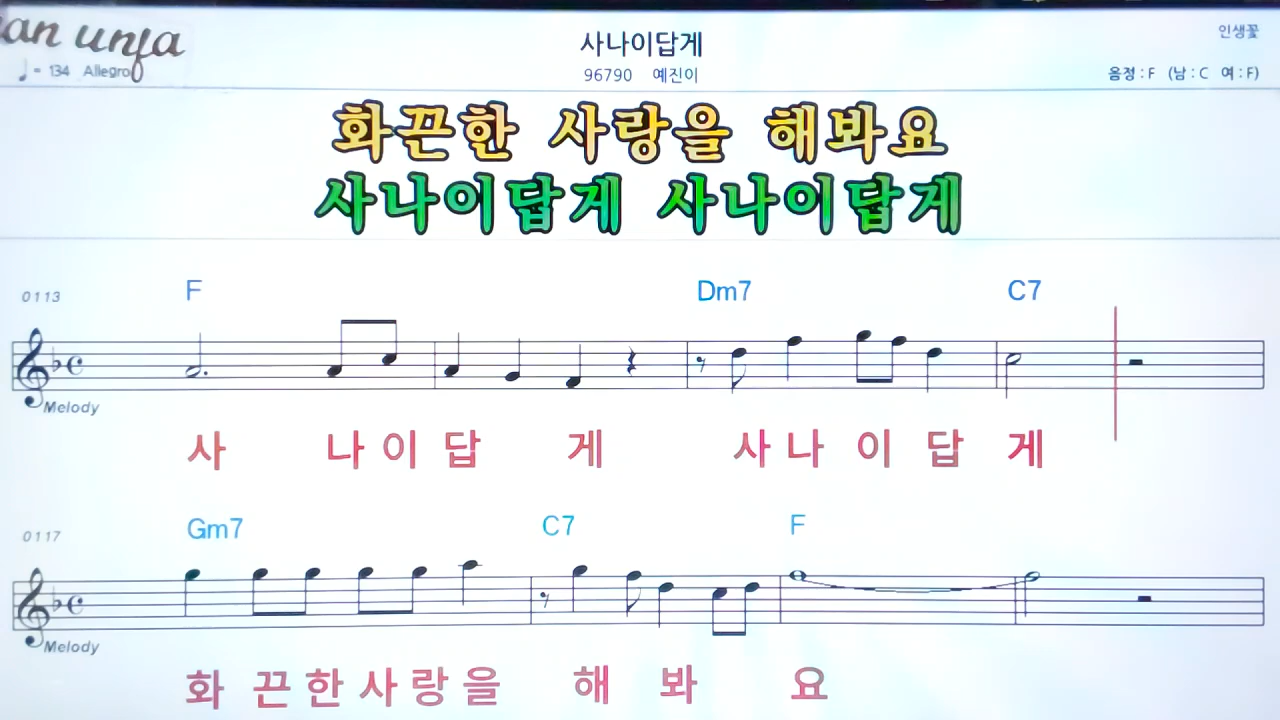 an unja
사나이답게
인생꽃
♩= 134 Allegro
96790 예진이
음정 : F (남 : C 여 : F)
화끈한 사랑을 해봐요
사나이답게 사나이답게
0113
F Dm7 C7
Melody
사 나 이 답 게 사 나 이 답 게
0117
Gm7 C7 F
Melody
화 끈 한 사 랑 을 해 봐 요